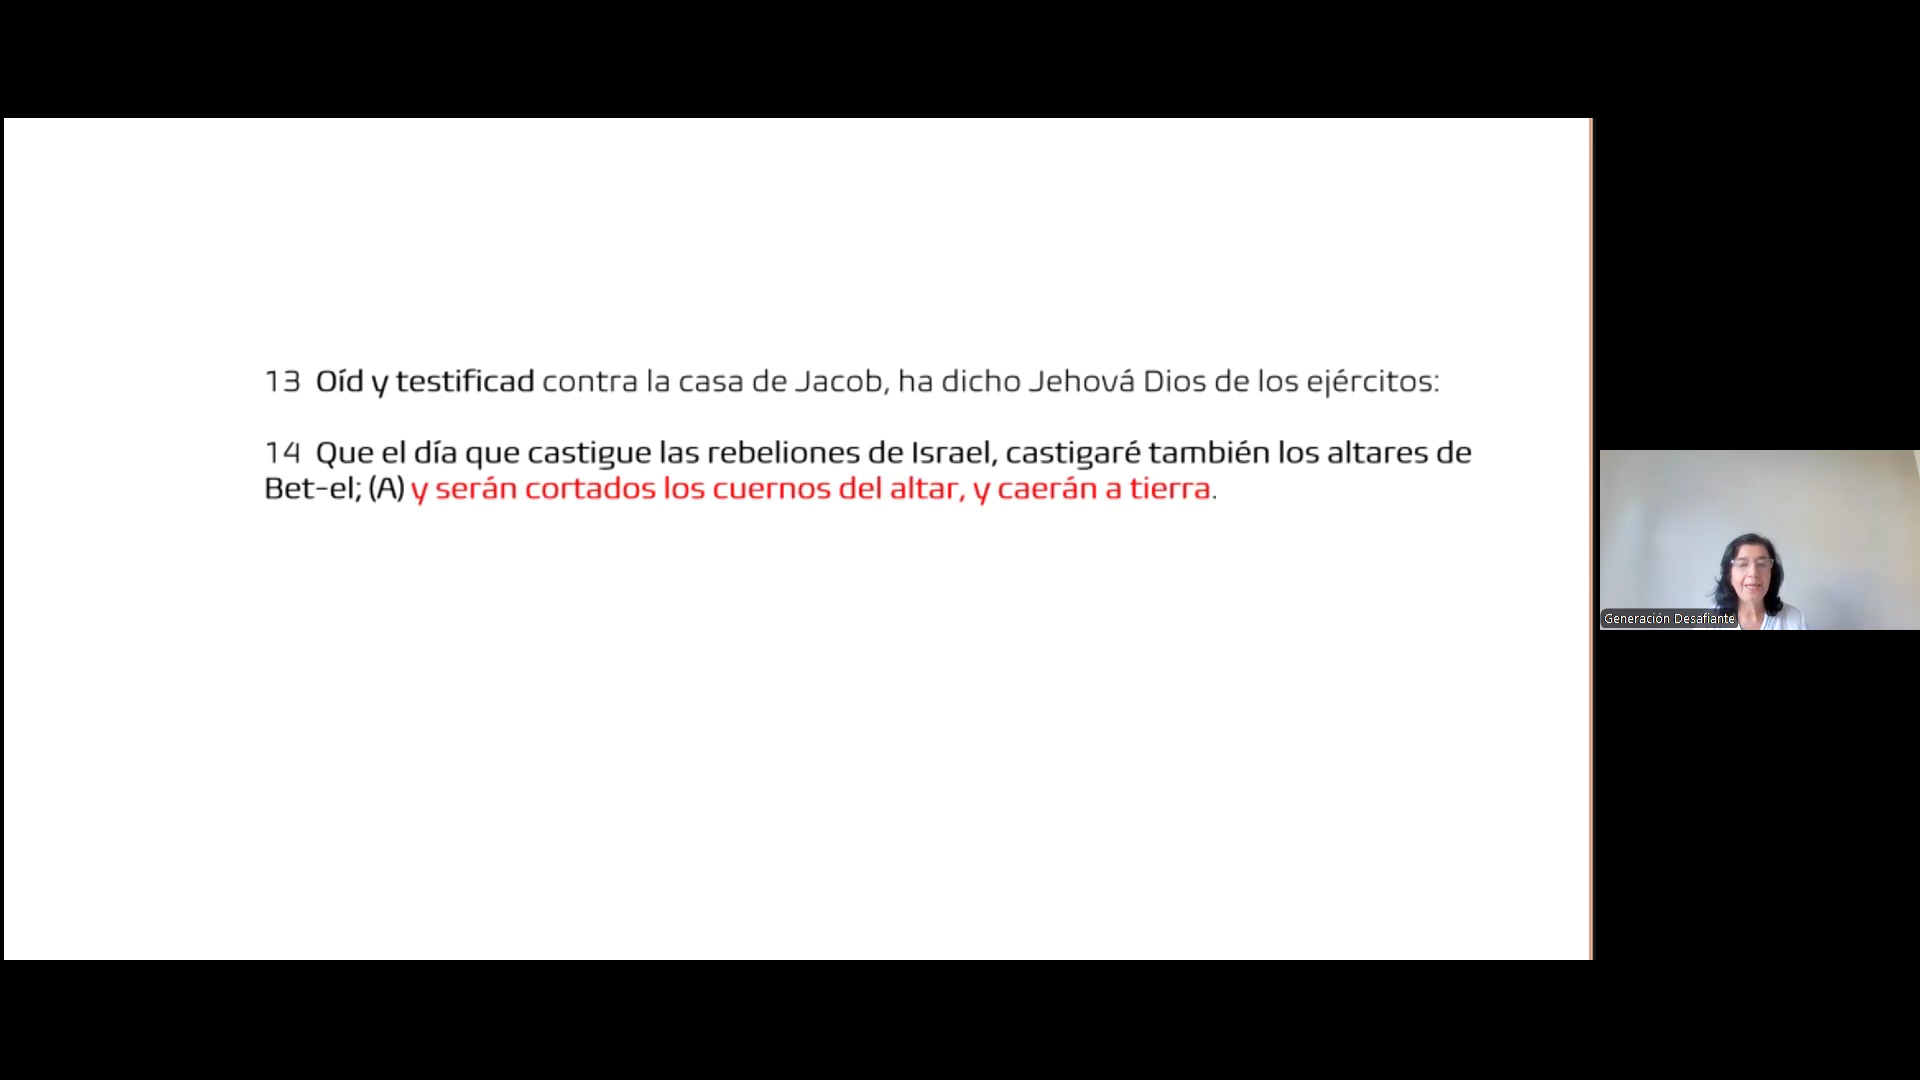 13 Oíd y testificad contra la casa de Jacob, ha dicho Jehová Dios de los ejércitos:
14 Que el día que castigue las rebeliones de Israel, castigaré también los altares de
Bet-el; (A) y serán cortados los cuernos del altar, y caerán a tierra.
Generación Desafiante